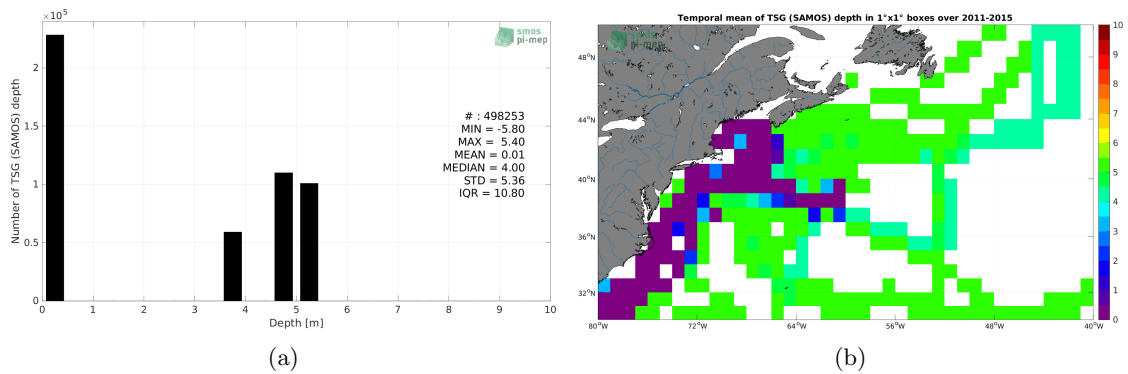 ×10⁵
smos
pi-mep
Number of TSG (SAMOS) depth
2
1.5
1
0.5
0
# : 498253
MIN = -5.80
MAX = 5.40
MEAN = 0.01
MEDIAN = 4.00
STD = 5.36
IQR = 10.80
0 1 2 3 4 5 6 7 8 9 10
Depth [m]
(a)
Temporal mean of TSG (SAMOS) depth in 1°x1° boxes over 2011-2015
smos
pi-mep
48°N
44°N
40°N
36°N
32°N
80°W 72°W 64°W 56°W 48°W 40°W
10
9
8
7
6
5
4
3
2
1
0
(b)